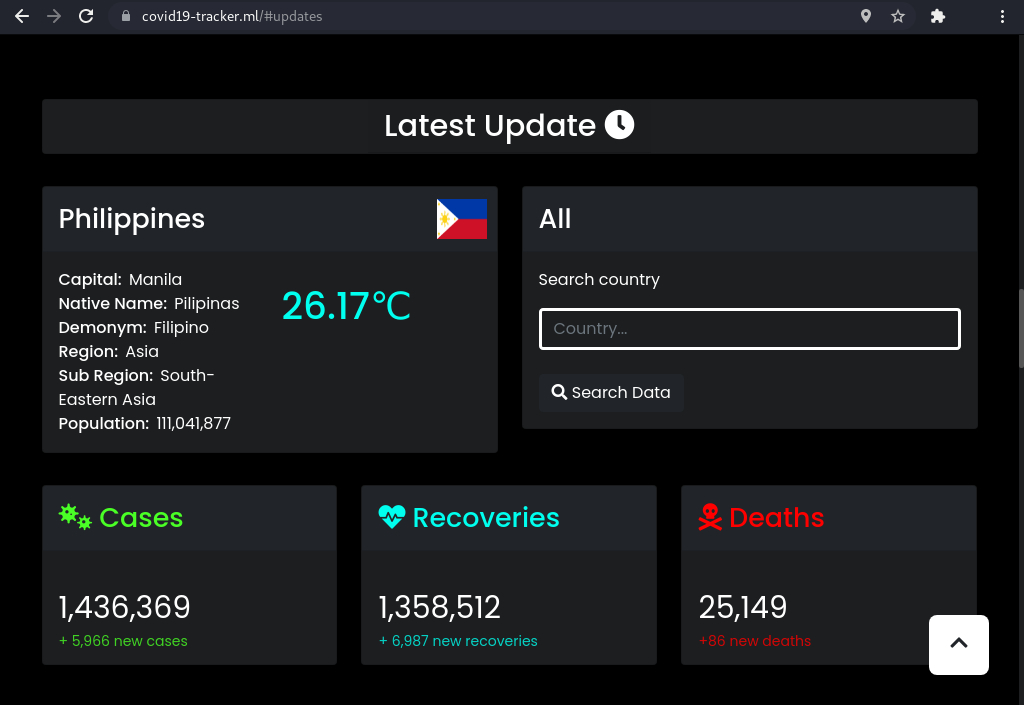 covid19-tracker.ml/#updates
Latest Update
Philippines
Capital: Manila
Native Name: Pilipinas
Demonym: Filipino
Region: Asia
Sub Region: South-
Eastern Asia
Population: 111,041,877
26.17°C
All
Search country
Country...
Search Data
Cases
1,436,369
+ 5,966 new cases
Recoveries
1,358,512
+ 6,987 new recoveries
Deaths
25,149
+86 new deaths